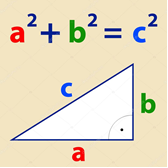 a² + b² = c²
c
b
a